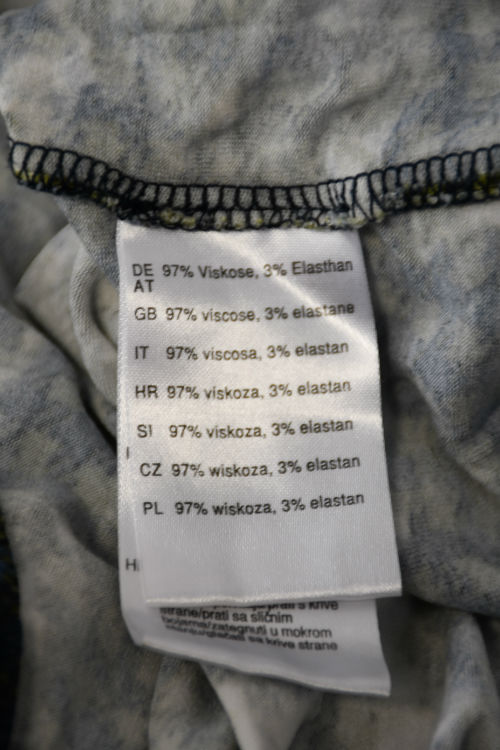 DE 97% Viskose, 3% Elasthan
AT
GB 97% viscose, 3% elastane
IT 97% viscosa, 3% elastan
HR 97% viskoza, 3% elastan
SI 97% viskoza, 3% elastan
CZ 97% wiskoza, 3% elastan
PL 97% wiskoza, 3% elastan
H
krive
strane/prati sa sličnim
bojama/zategnuti u mokrom
sa krive strane